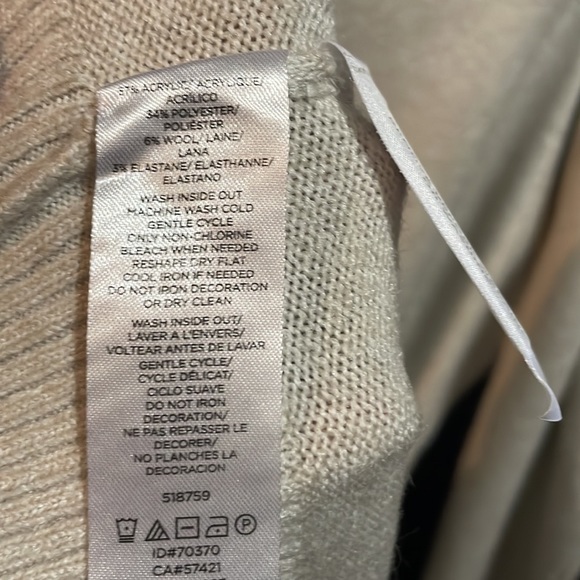 57% ACRYLIC/ ACRYLIQUE/
ACRÍLICO
34% POLYESTER/
POLIÉSTER
6% WOOL/ LAINE/
LANA
3% ELASTANE/ ÉLASTHANNE/
ELASTANO
WASH INSIDE OUT
MACHINE WASH COLD
GENTLE CYCLE
ONLY NON-CHLORINE
BLEACH WHEN NEEDED
RESHAPE DRY FLAT
COOL IRON IF NEEDED
DO NOT IRON DECORATION
OR DRY CLEAN
WASH INSIDE OUT/
LAVER A L'ENVERS/
VOLTEAR ANTES DE LAVAR
GENTLE CYCLE/
CYCLE DÉLICAT/
CICLO SUAVE
DO NOT IRON
DECORATION/
NE PAS REPASSER LE
DECORER/
NO PLANCHES LA
DECORACION
518759
P
ID#70370
CA#57421